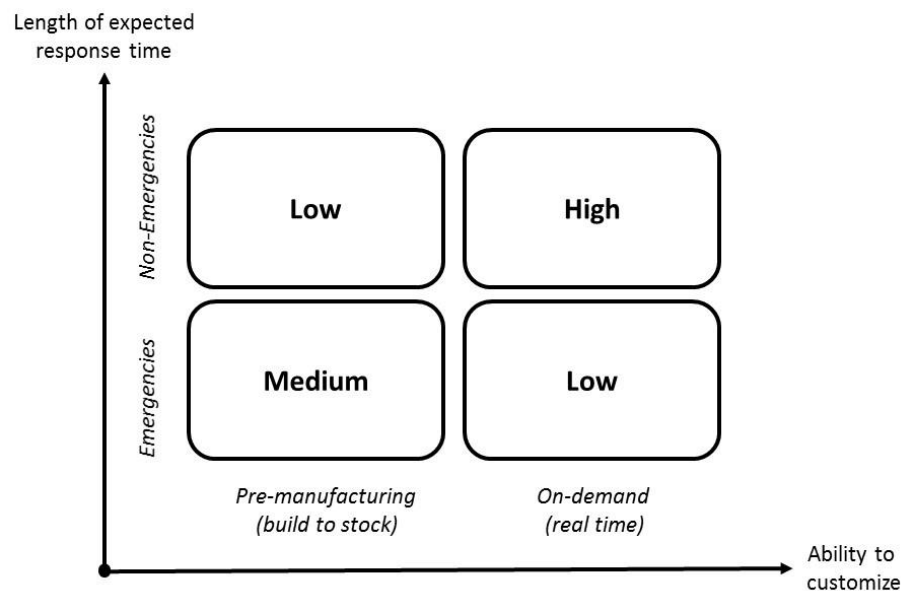 Length of expected
response time
Non-Emergencies
Low
High
Emergencies
Medium
Low
Pre-manufacturing
(build to stock)
On-demand
(real time)
Ability to
customize